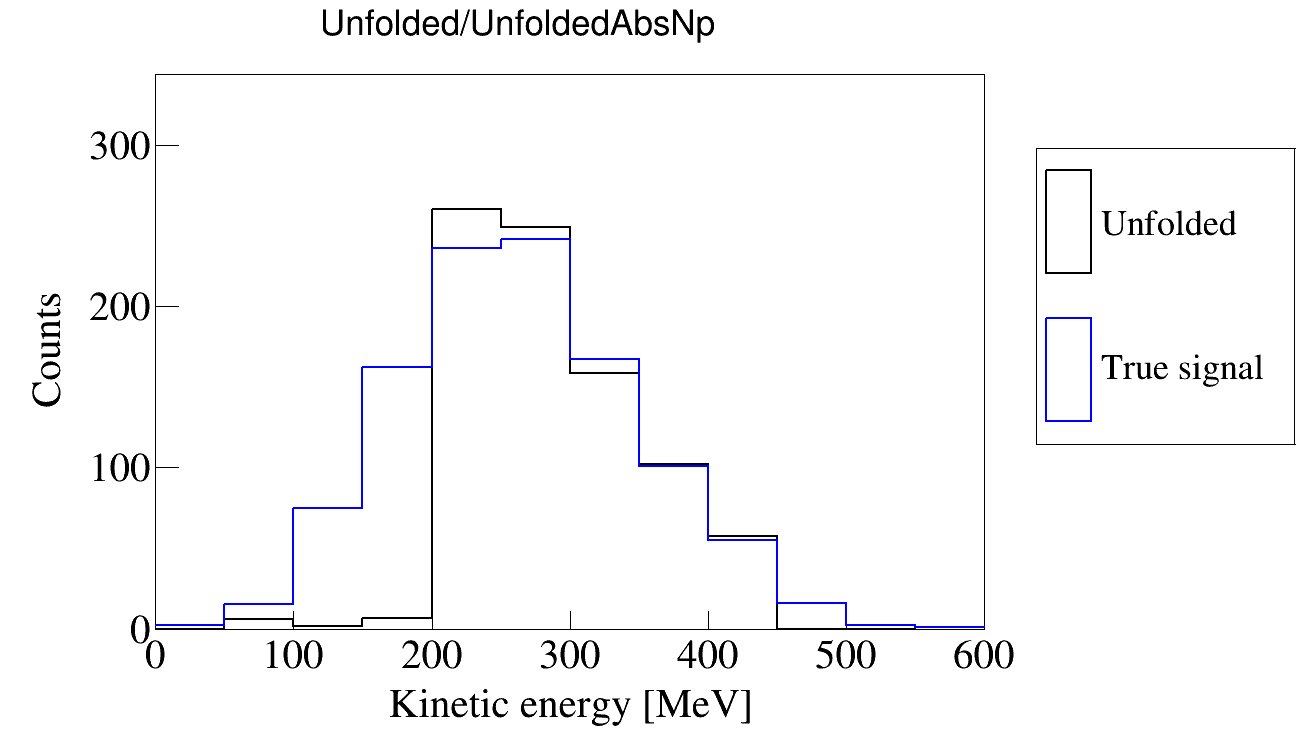 Unfolded/UnfoldedAbsNp
300
200
100
0
Counts
0 100 200 300 400 500 600
Kinetic energy [MeV]
Unfolded
True signal